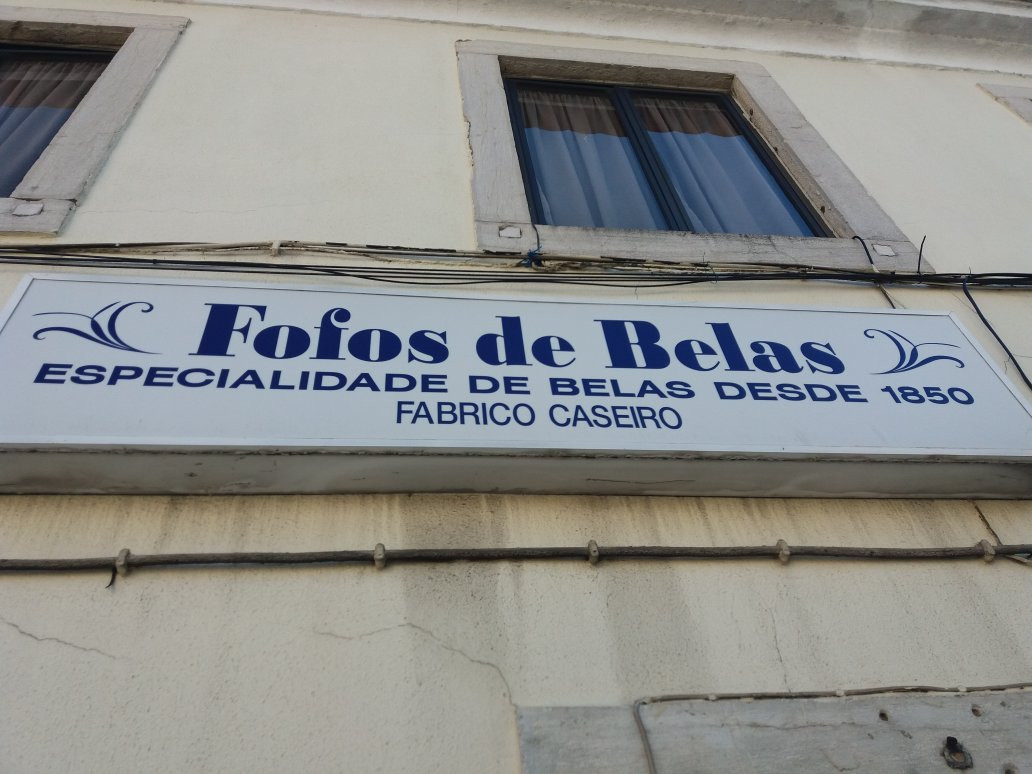 Fofos de Belas
ESPECIALIDADE DE BELAS DESDE 1850
FABRICO CASEIRO